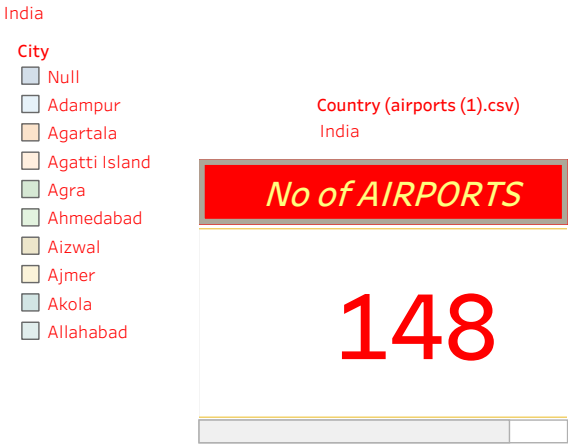 India
City
Null
Adampur
Agartala
Agatti Island
Agra
Ahmedabad
Aizwal
Ajmer
Akola
Allahabad
Country (airports (1).csv)
India
No of AIRPORTS
148